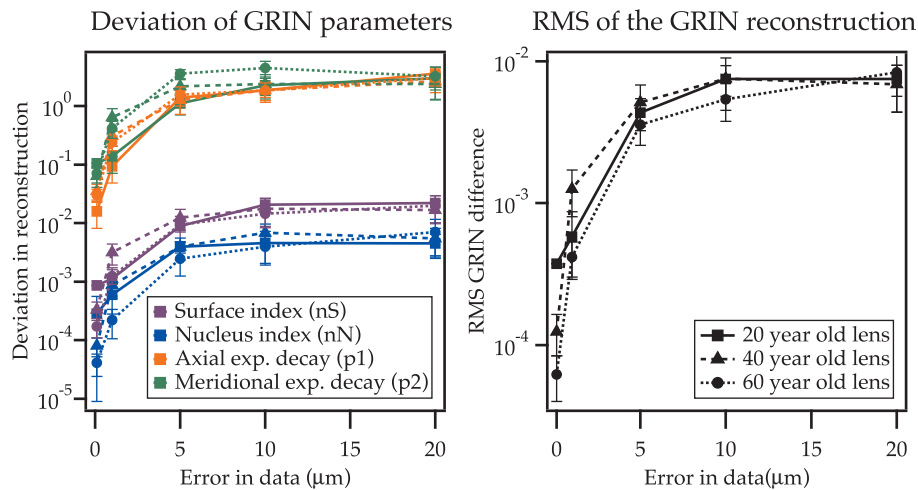 Deviation of GRIN parameters
Deviation in reconstruction
10⁰
10⁻¹
10⁻²
10⁻³
10⁻⁴
10⁻⁵
Surface index (nS)
Nucleus index (nN)
Axial exp. decay (p1)
Meridional exp. decay (p2)
0 5 10 15 20
Error in data (μm)
RMS of the GRIN reconstruction
RMS GRIN difference
10⁻²
10⁻³
10⁻⁴
20 year old lens
40 year old lens
60 year old lens
0 5 10 15 20
Error in data(μm)